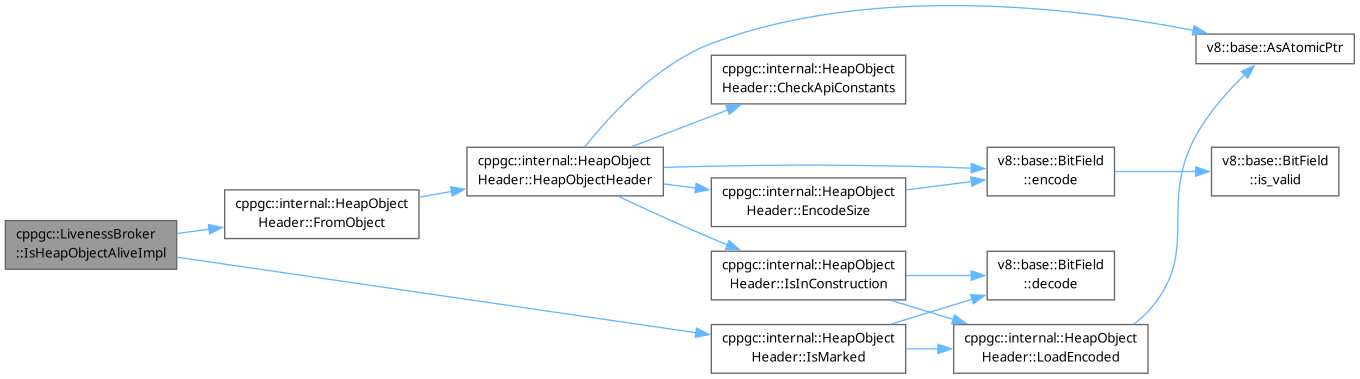 cppgc::LivenessBroker
::IsHeapObjectAliveImpl
cppgc::internal::HeapObject
Header::FromObject
cppgc::internal::HeapObject
Header::HeapObjectHeader
cppgc::internal::HeapObject
Header::CheckApiConstants
cppgc::internal::HeapObject
Header::EncodeSize
cppgc::internal::HeapObject
Header::IsInConstruction
cppgc::internal::HeapObject
Header::IsMarked
v8::base::BitField
::encode
v8::base::BitField
::decode
cppgc::internal::HeapObject
Header::LoadEncoded
v8::base::AsAtomicPtr
v8::base::BitField
::is_valid